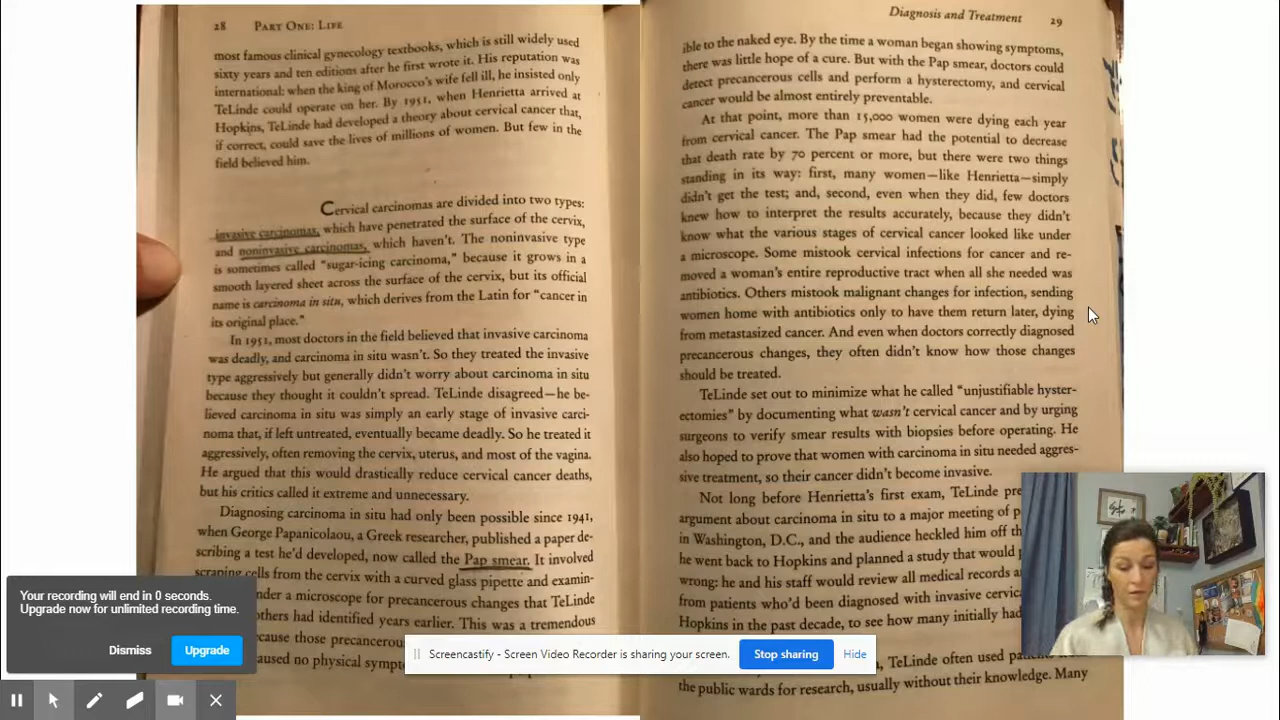 28 PART ONE: LIFE
most famous clinical gynecology textbooks, which is still widely used
sixty years and ten editions after he first wrote it. His reputation was
international: when the king of Morocco's wife fell ill, he insisted only
TeLinde could operate on her. By 1951, when Henrietta arrived at
Hopkins, TeLinde had developed a theory about cervical cancer that,
if correct, could save the lives of millions of women. But few in the
field believed him.
Cervical carcinomas are divided into two types:
invasive carcinomas, which have penetrated the surface of the cervix,
and noninvasive carcinomas, which haven't. The noninvasive type
is sometimes called "sugar-icing carcinoma," because it grows in a
smooth layered sheet across the surface of the cervix, but its official
name is carcinoma in situ, which derives from the Latin for "cancer in
its original place."
In 1951, most doctors in the field believed that invasive carcinoma
was deadly, and carcinoma in situ wasn't. So they treated the invasive
type aggressively but generally didn't worry about carcinoma in situ
because they thought it couldn't spread. TeLinde disagreed—he be-
lieved carcinoma in situ was simply an early stage of invasive carci-
noma that, if left untreated, eventually became deadly. So he treated it
aggressively, often removing the cervix, uterus, and most of the vagina.
He argued that this would drastically reduce cervical cancer deaths,
but his critics called it extreme and unnecessary.
Diagnosing carcinoma in situ had only been possible since 1941,
when George Papanicolaou, a Greek researcher, published a paper de-
scribing a test he'd developed, now called the Pap smear. It involved
scraping cells from the cervix with a curved glass pipette and examin-
nder a microscope for precancerous changes that TeLinde
others had identified years earlier. This was a tremendous
cause those precancerou
aused no physical sympt
Diagnosis and Treatment 29
ible to the naked eye. By the time a woman began showing symptoms,
there was little hope of a cure. But with the Pap smear, doctors could
detect precancerous cells and perform a hysterectomy, and cervical
cancer would be almost entirely preventable.
At that point, more than 15,000 women were dying each year
from cervical cancer. The Pap smear had the potential to decrease
that death rate by 70 percent or more, but there were two things
standing in its way: first, many women—like Henrietta—simply
didn't get the test; and, second, even when they did, few doctors
knew how to interpret the results accurately, because they didn't
know what the various stages of cervical cancer looked like under
a microscope. Some mistook cervical infections for cancer and re-
moved a woman's entire reproductive tract when all she needed was
antibiotics. Others mistook malignant changes for infection, sending
women home with antibiotics only to have them return later, dying
from metastasized cancer. And even when doctors correctly diagnosed
precancerous changes, they often didn't know how those changes
should be treated.
TeLinde set out to minimize what he called "unjustifiable hyster-
ectomies" by documenting what wasn't cervical cancer and by urging
surgeons to verify smear results with biopsies before operating. He
also hoped to prove that women with carcinoma in situ needed aggres-
sive treatment, so their cancer didn't become invasive.
Not long before Henrietta's first exam, TeLinde pre
argument about carcinoma in situ to a major meeting of p
in Washington, D.C., and the audience heckled him off th
he went back to Hopkins and planned a study that would p
wrong: he and his staff would review all medical records a
from patients who'd been diagnosed with invasive cervica
Hopkins in the past decade, to see how many initially had
TeLinde often used pa
the public wards for research, usually without their knowledge. Many
Your recording will end in 0 seconds.
Upgrade now for unlimited recording time.
Dismiss Upgrade
Screencastify - Screen Video Recorder is sharing your screen. Stop sharing Hide